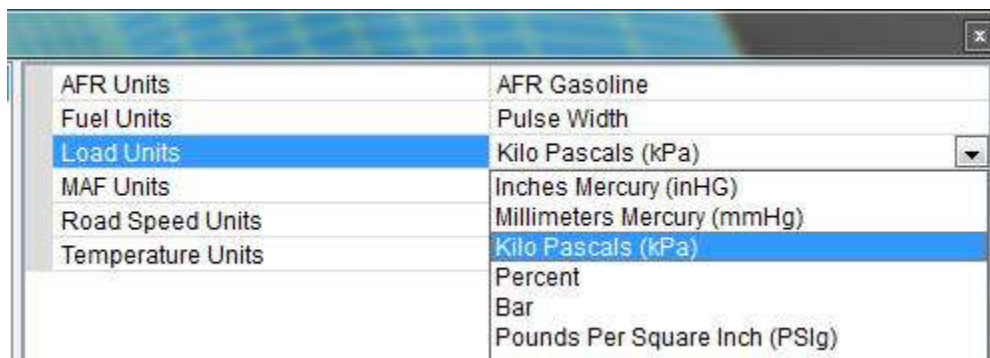 AFR Units AFR Gasoline
Fuel Units Pulse Width
Load Units Kilo Pascals (kPa)
MAF Units Inches Mercury (inHG)
Road Speed Units Millimeters Mercury (mmHg)
Temperature Units Kilo Pascals (kPa)
Percent
Bar
Pounds Per Square Inch (PSIg)